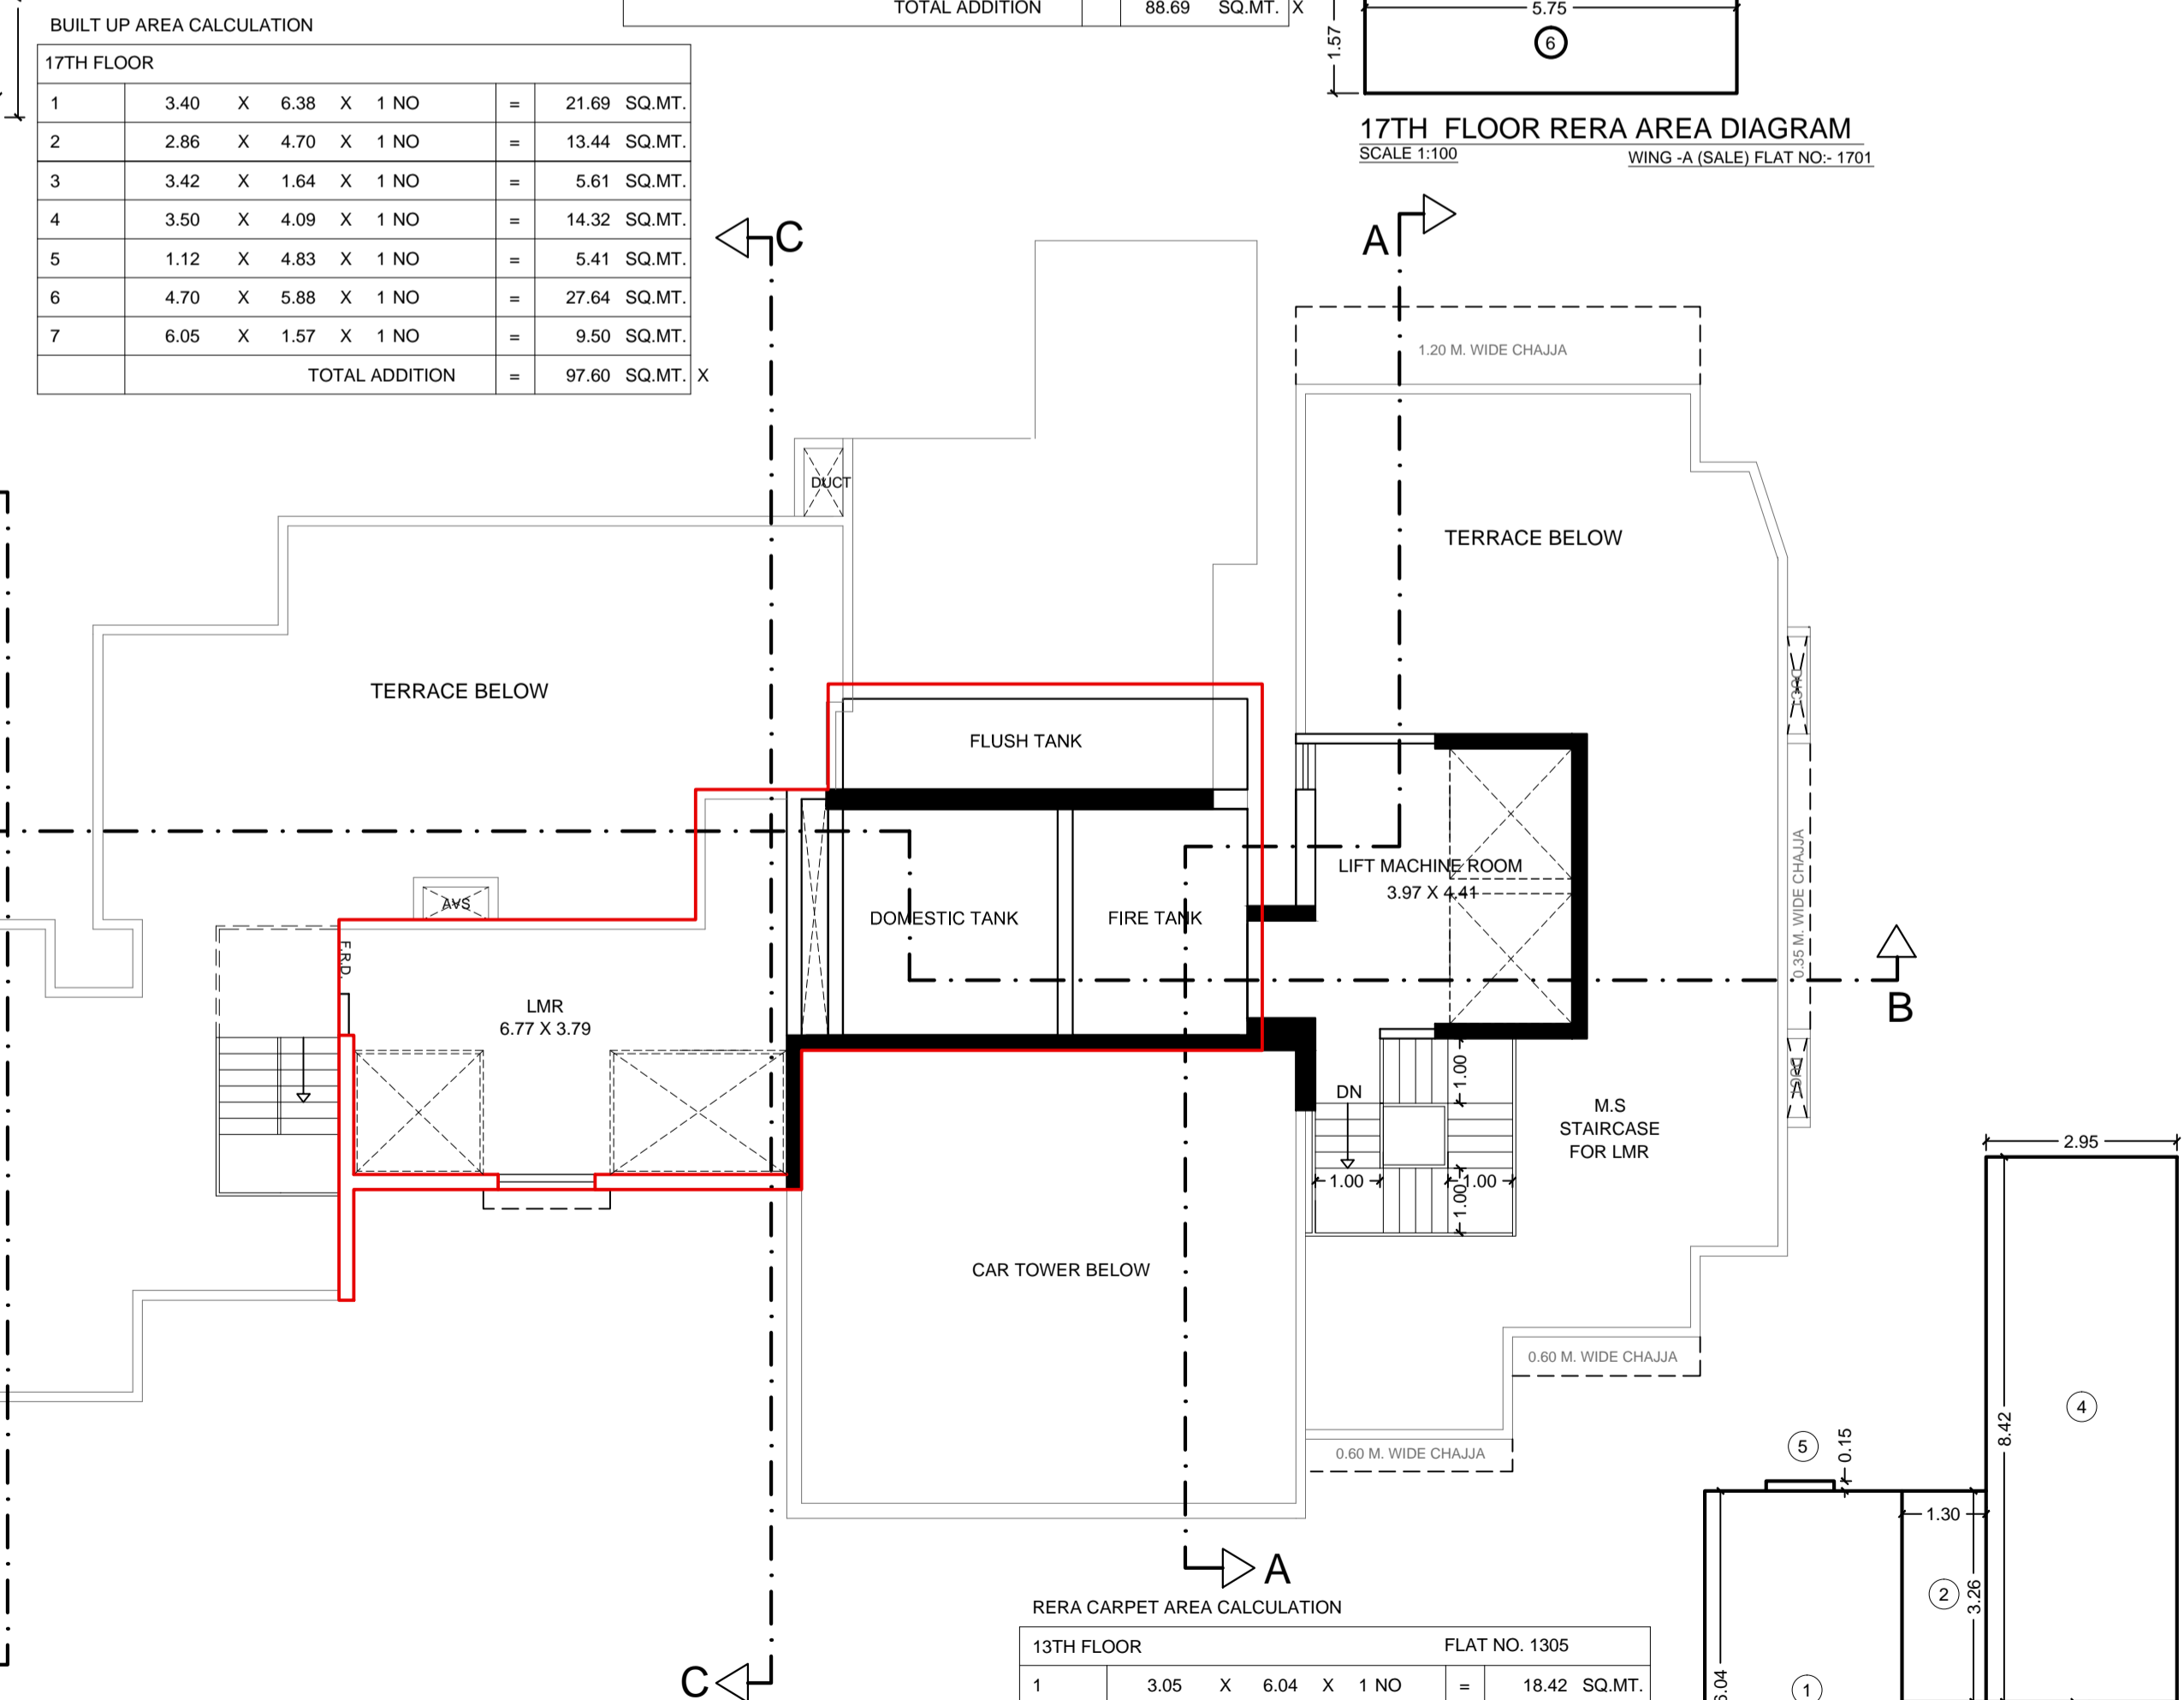 TOTAL ADDITION 88.69 SQ.MT. X
BUILT UP AREA CALCULATION
17TH FLOOR
1 3.40 X 6.38 X 1 NO = 21.69 SQ.MT.
2 2.86 X 4.70 X 1 NO = 13.44 SQ.MT.
3 3.42 X 1.64 X 1 NO = 5.61 SQ.MT.
4 3.50 X 4.09 X 1 NO = 14.32 SQ.MT.
5 1.12 X 4.83 X 1 NO = 5.41 SQ.MT.
6 4.70 X 5.88 X 1 NO = 27.64 SQ.MT.
7 6.05 X 1.57 X 1 NO = 9.50 SQ.MT.
TOTAL ADDITION = 97.60 SQ.MT. X
5.75
1.57
6
17TH FLOOR RERA AREA DIAGRAM
SCALE 1:100
WING -A (SALE) FLAT NO:- 1701
C
A
1.20 M. WIDE CHAJJA
DUCT
TERRACE BELOW
TERRACE BELOW
DUCT
FLUSH TANK
LIFT MACHINE ROOM
3.97 X 4.41
0.35 M. WIDE CHAJJA
AVS
DOMESTIC TANK
FIRE TANK
F.R.D.
B
LMR
6.77 X 3.79
1.00
DN
M.S
STAIRCASE
FOR LMR
DUCT
1.00
1.00
1.00
CAR TOWER BELOW
0.60 M. WIDE CHAJJA
0.60 M. WIDE CHAJJA
2.95
8.42
4
5
0.15
1.30
2
3.26
6.04
1
A
C
RERA CARPET AREA CALCULATION
13TH FLOOR FLAT NO. 1305
1 3.05 X 6.04 X 1 NO = 18.42 SQ.MT.